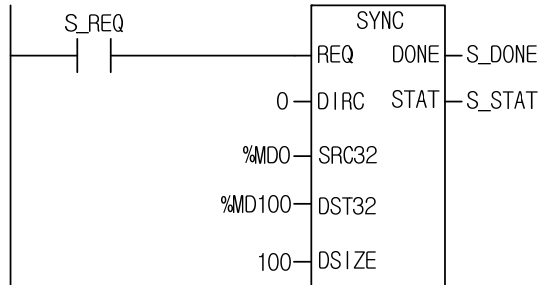 SYNC
S_REQ
REQ DONE S_DONE
0 DIRC STAT S_STAT
%MD0 SRC32
%MD100 DST32
100 DSIZE